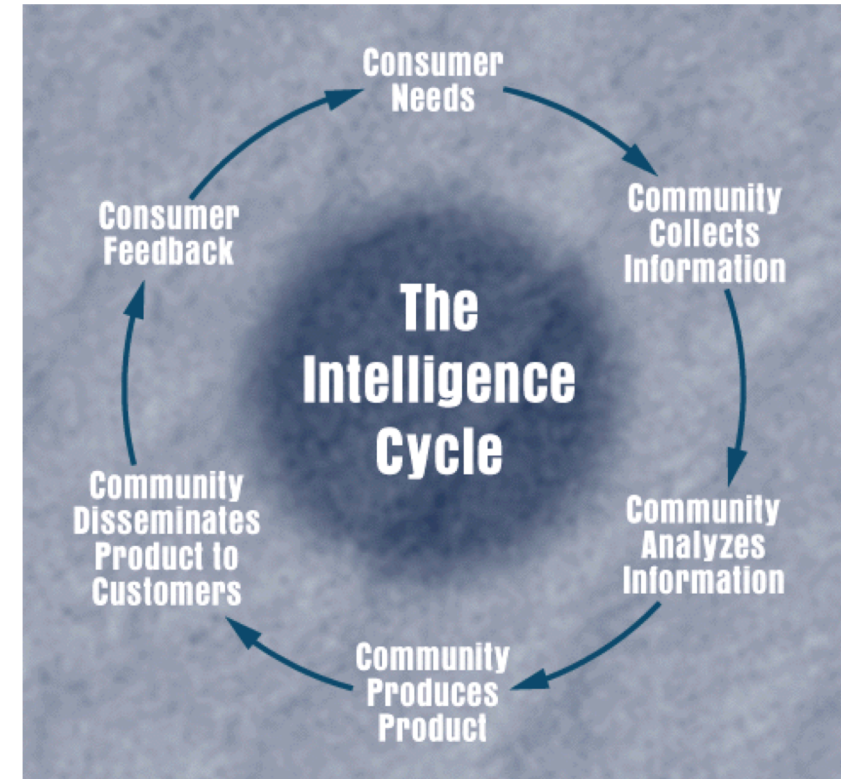 Consumer
Needs
Community
Collects
Information
Community
Analyzes
Information
Community
Produces
Product
Community
Disseminates
Product to
Customers
Consumer
Feedback
The
Intelligence
Cycle